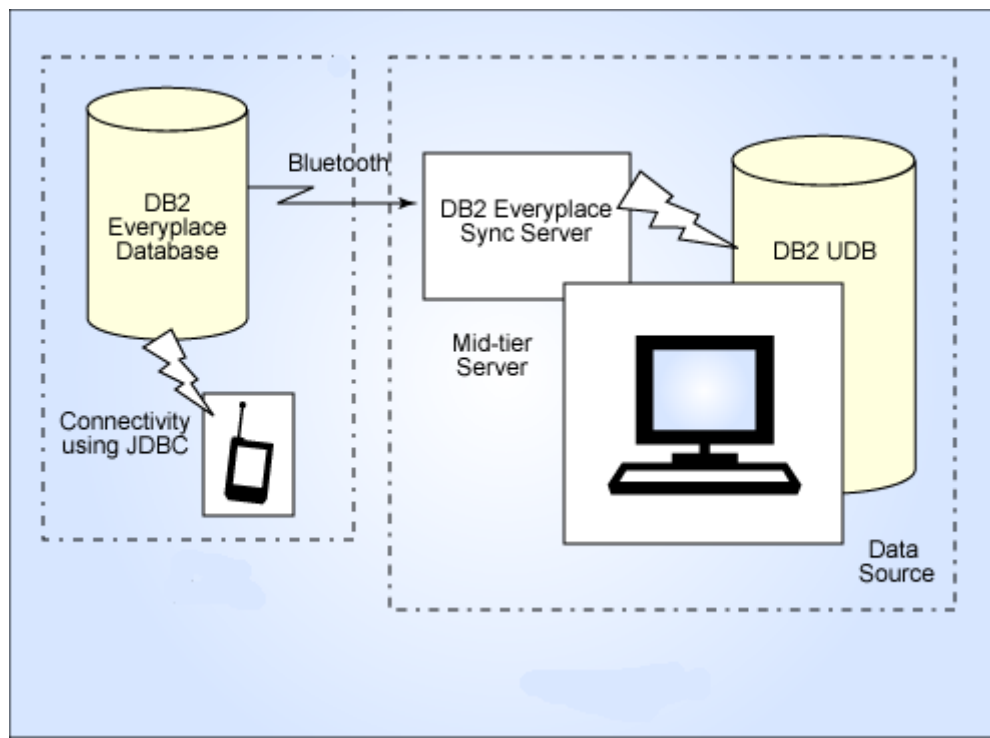 DB2
Everyplace
Database
Bluetooth
DB2 Everyplace
Sync Server
DB2 UDB
Mid-tier
Server
Connectivity
using JDBC
Data
Source